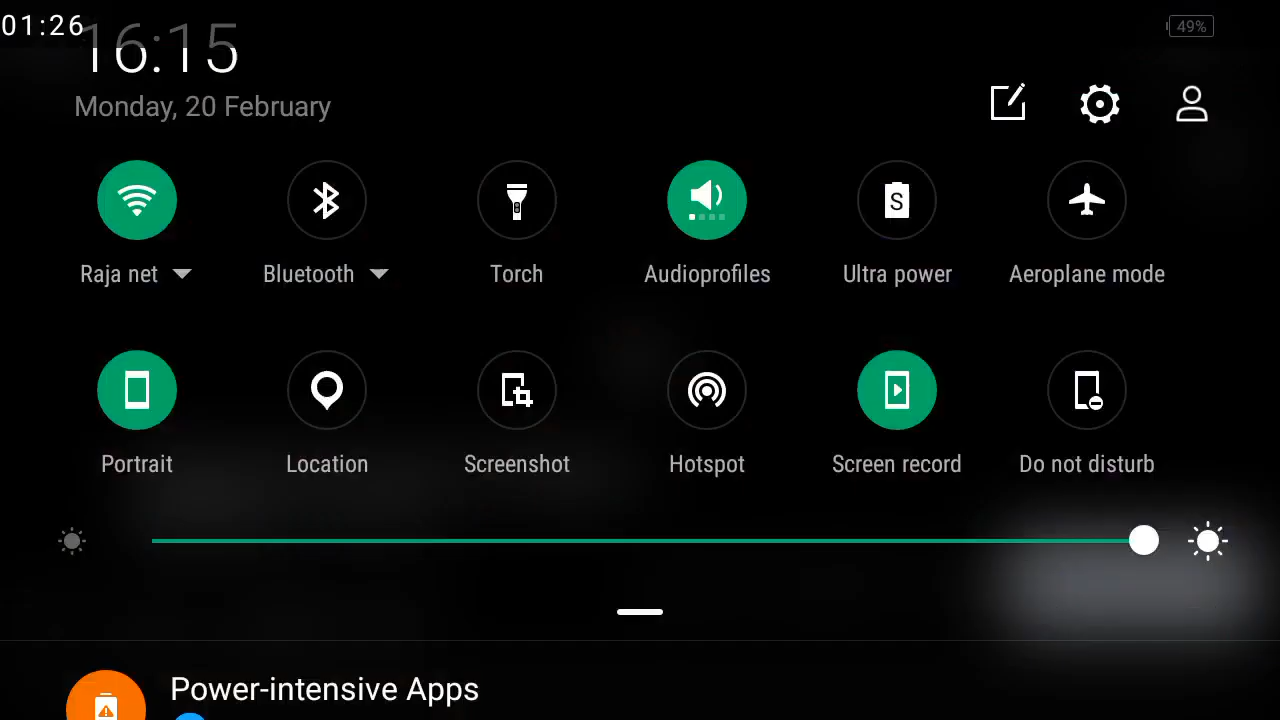 01:26
16:15
49%
Monday, 20 February
Raja net
Bluetooth
Torch
Audioprofiles
S
Ultra power
Aeroplane mode
Portrait
Location
Screenshot
Hotspot
Screen record
Do not disturb
Power-intensive Apps